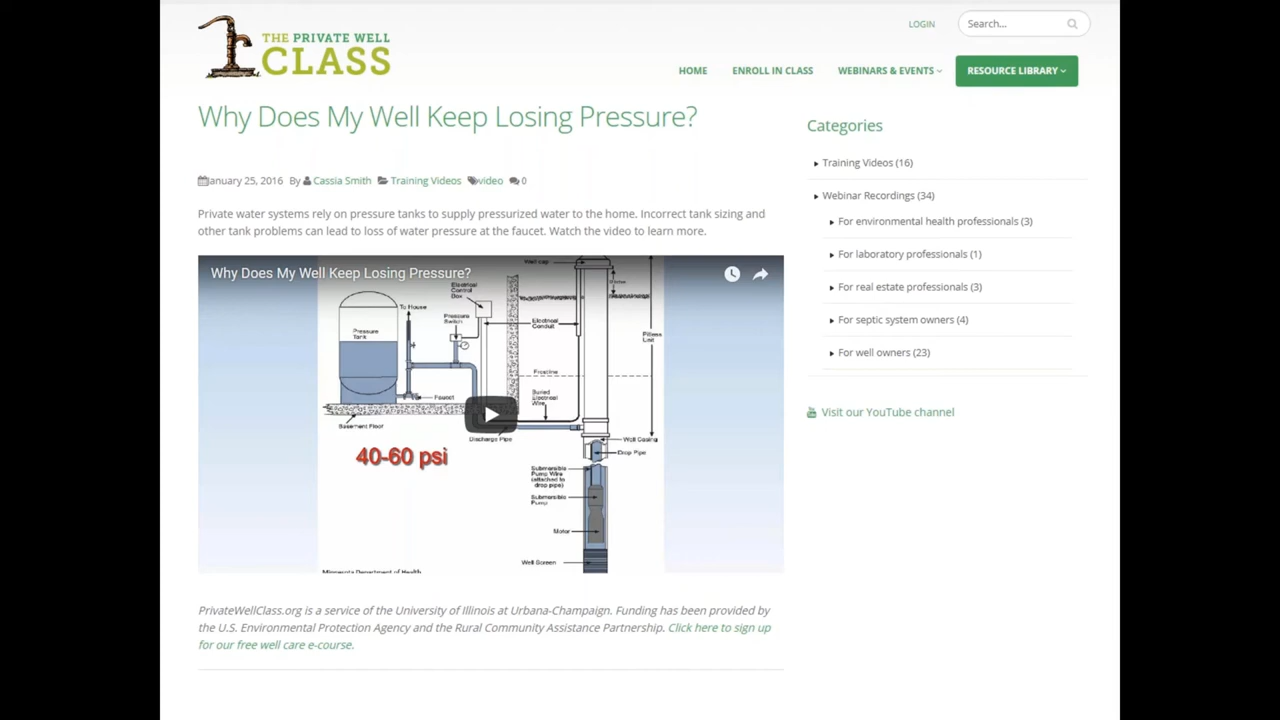 THE PRIVATE WELL
CLASS
LOGIN
Search...
HOME
ENROLL IN CLASS
WEBINARS & EVENTS
RESOURCE LIBRARY
Why Does My Well Keep Losing Pressure?
January 25, 2016 By Cassia Smith Training Videos video 0
Private water systems rely on pressure tanks to supply pressurized water to the home. Incorrect tank sizing and
other tank problems can lead to loss of water pressure at the faucet. Watch the video to learn more.
Why Does My Well Keep Losing Pressure?
Well cap
Electrical
Control
Box
To House
Pressure
Switch
Pressure
Tank
Electrical
Conduit
Pitless
Unit
Frostline
Buried
Electrical
Wire
Faucet
Basement Floor
Discharge Pipe
Well Casing
Drop Pipe
40-60 psi
Submersible
Pump Wire
(attached to
drop pipe)
Submersible
Pump
Motor
Well Screen
Minnesota Department of Health
PrivateWellClass.org is a service of the University of Illinois at Urbana-Champaign. Funding has been provided by
the U.S. Environmental Protection Agency and the Rural Community Assistance Partnership. Click here to sign up
for our free well care e-course.
Categories
Training Videos (16)
Webinar Recordings (34)
For environmental health professionals (3)
For laboratory professionals (1)
For real estate professionals (3)
For septic system owners (4)
For well owners (23)
Visit our YouTube channel